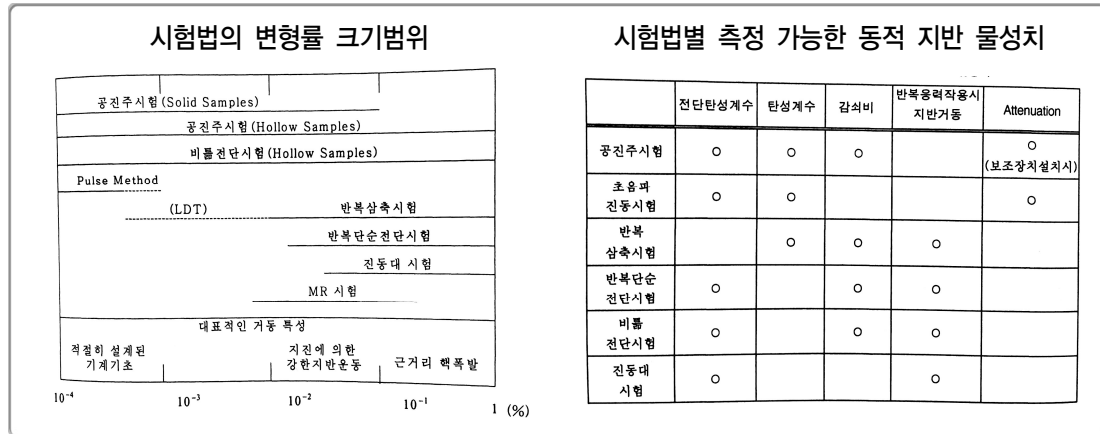 시험법의 변형률 크기범위
공진주시험(Solid Samples)
공진주시험(Hollow Samples)
비틂전단시험(Hollow Samples)
Pulse Method
(LDT) 반복삼축시험
반복단순전단시험
진동대 시험
MR 시험
대표적인 거동 특성
적절히 설계된
기계기초
지진에 의한
강한지반운동
근거리 핵폭발
10⁻⁴ 10⁻³ 10⁻² 10⁻¹ 1 (%)
시험법별 측정 가능한 동적 지반 물성치
전단탄성계수 탄성계수 감쇠비 반복응력작용시
지반거동 Attenuation
공진주시험 ○ ○ ○ ○
(보조장치설치시)
초음파
진동시험 ○ ○ ○
반복
삼축시험 ○ ○ ○
반복단순
전단시험 ○ ○ ○
비틂
전단시험 ○ ○ ○
진동대
시험 ○ ○